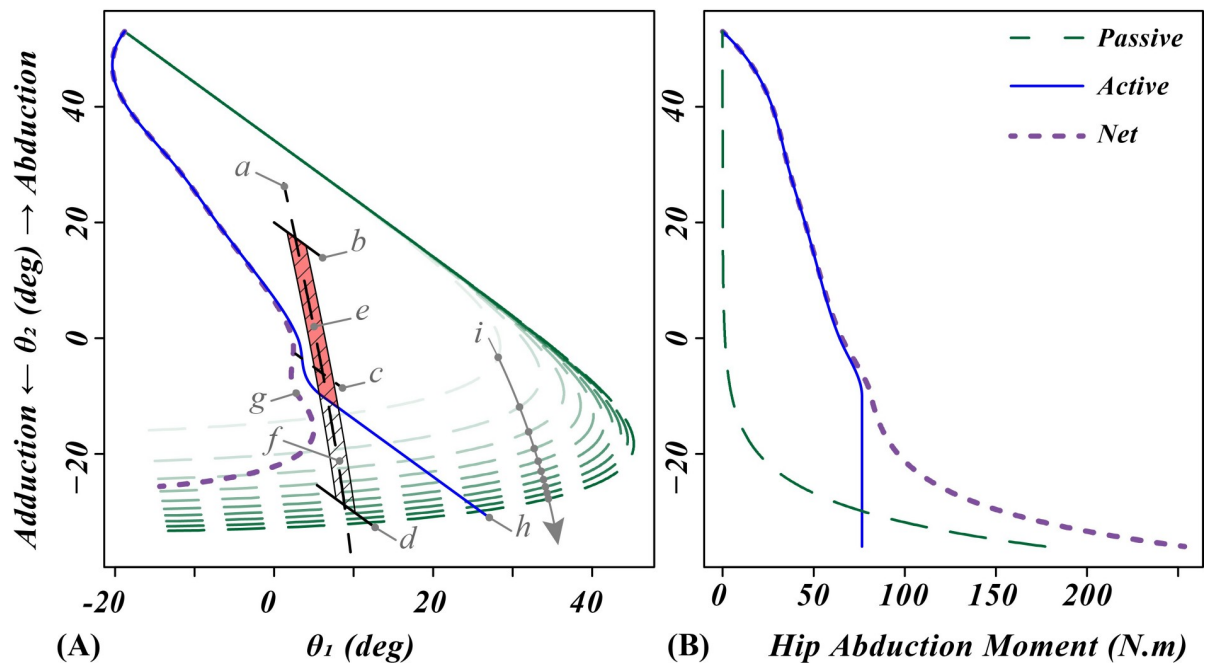 Adduction ← θ₂ (deg) → Abduction
40
20
0
−20
a
b
e
i
c
g
f
d
h
-20
0
20
40
(A)
θ₁ (deg)
Passive
Active
Net
40
20
0
−20
0
50
100
150
200
(B)
Hip Abduction Moment (N.m)